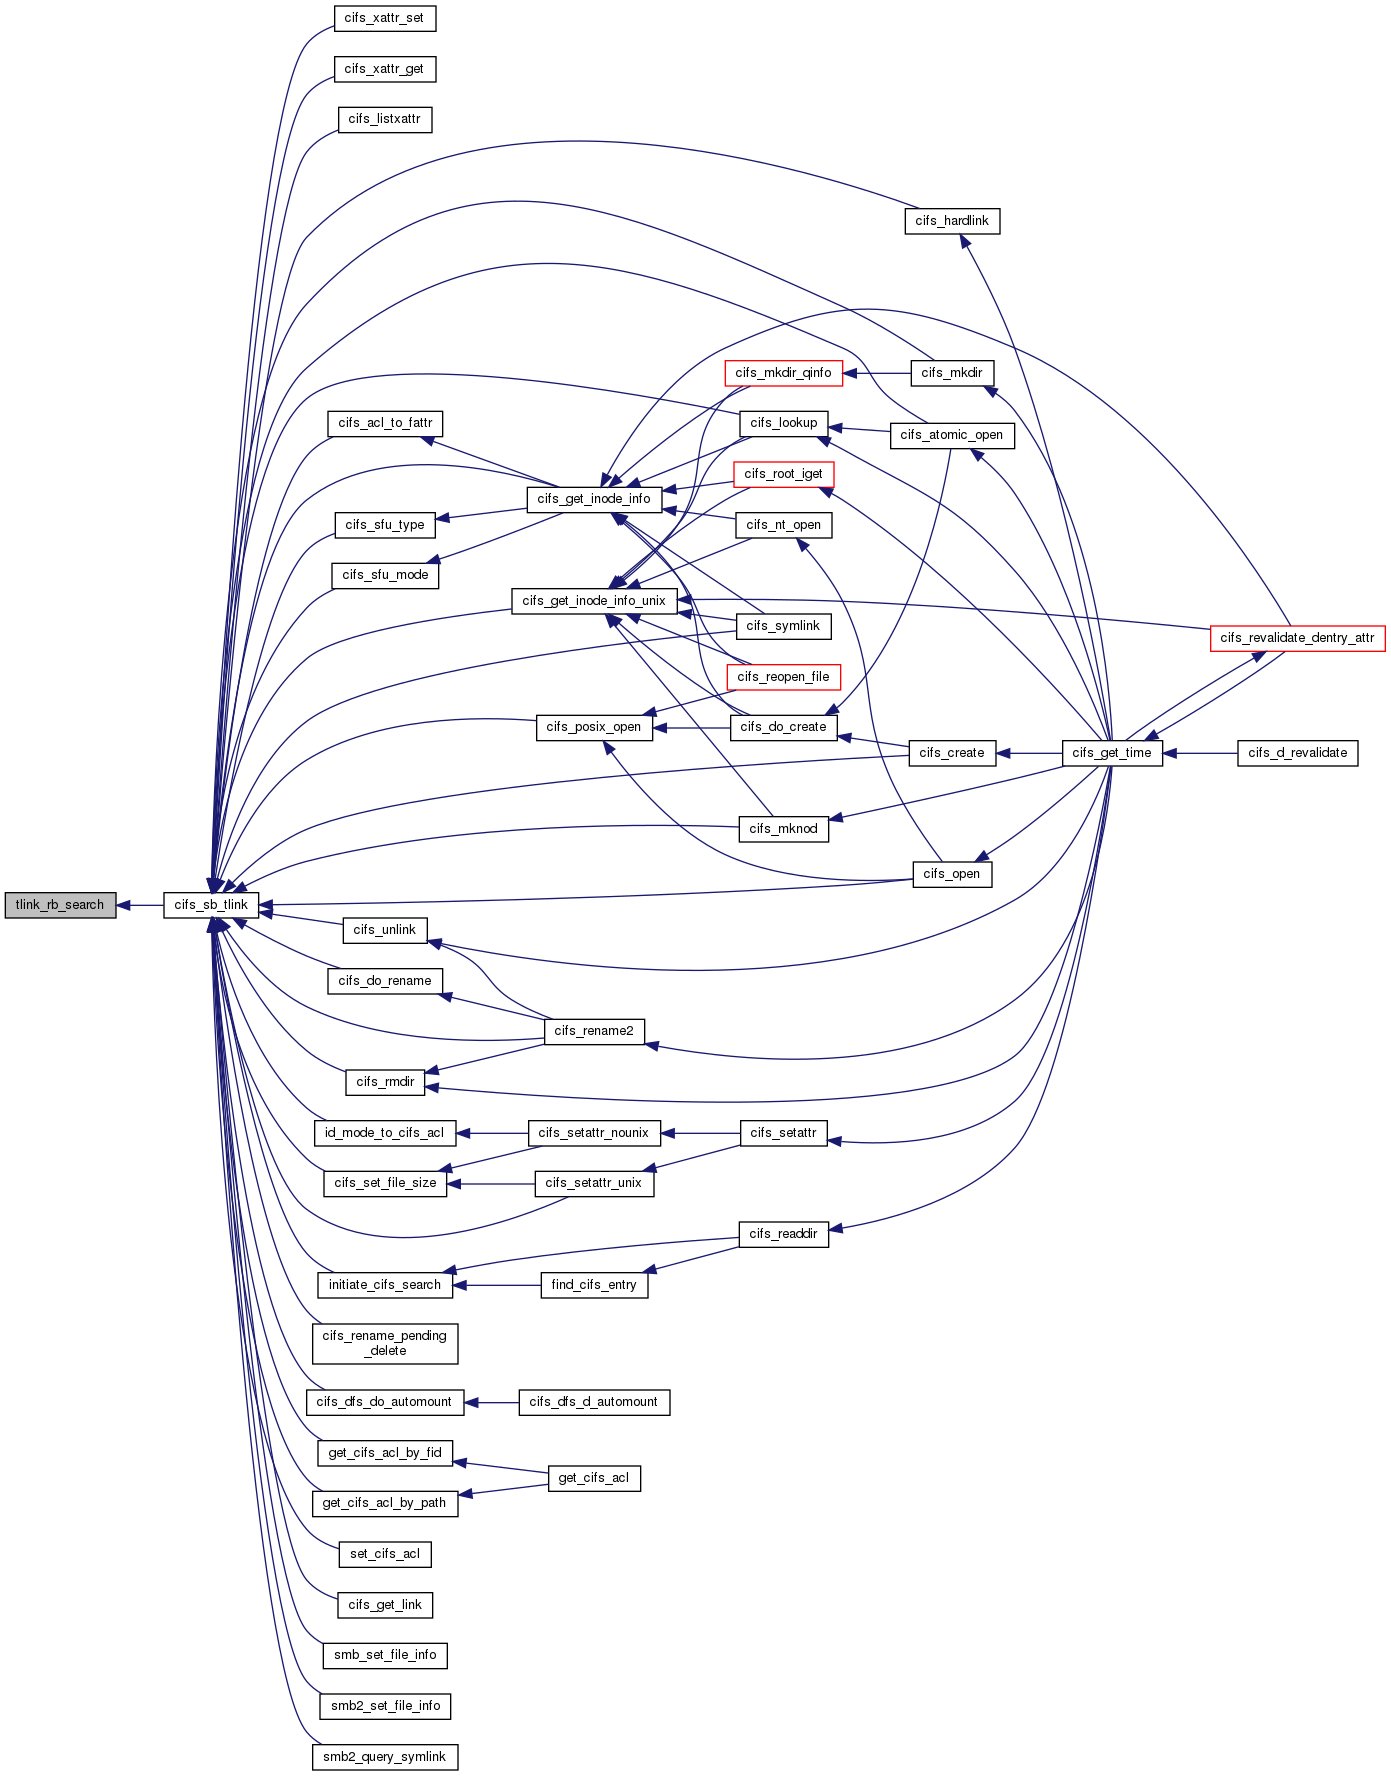 cifs_xattr_set
cifs_xattr_get
cifs_listxattr
cifs_hardlink
cifs_mkdir_qinfo
cifs_mkdir
cifs_acl_to_fattr
cifs_lookup
cifs_atomic_open
cifs_root_iget
cifs_get_inode_info
cifs_sfu_type
cifs_nt_open
cifs_sfu_mode
cifs_get_inode_info_unix
cifs_symlink
cifs_revalidate_dentry_attr
cifs_reopen_file
cifs_posix_open
cifs_do_create
cifs_create
cifs_get_time
cifs_d_revalidate
cifs_mknod
cifs_open
tlink_rb_search
cifs_sb_tlink
cifs_unlink
cifs_do_rename
cifs_rename2
cifs_rmdir
id_mode_to_cifs_acl
cifs_setattr_nounix
cifs_setattr
cifs_set_file_size
cifs_setattr_unix
cifs_readdir
initiate_cifs_search
find_cifs_entry
cifs_rename_pending
_delete
cifs_dfs_do_automount
cifs_dfs_d_automount
get_cifs_acl_by_fid
get_cifs_acl
get_cifs_acl_by_path
set_cifs_acl
cifs_get_link
smb_set_file_info
smb2_set_file_info
smb2_query_symlink